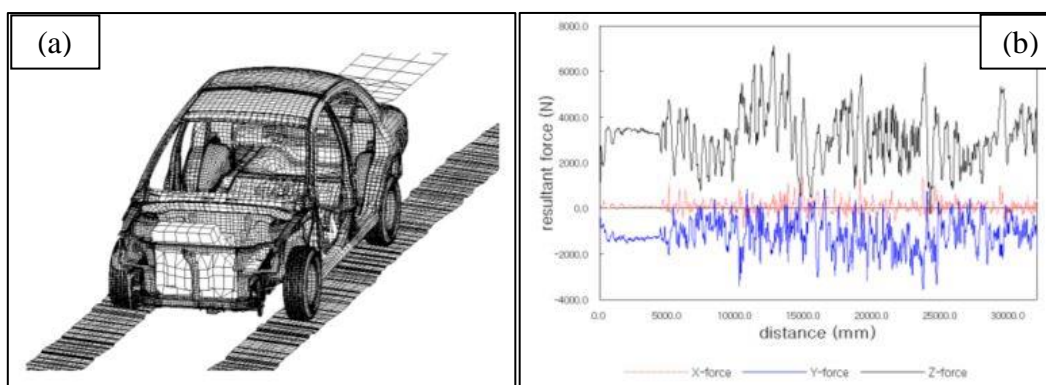 (a)
(b)
8000.0
6000.0
4000.0
2000.0
0.0
-2000.0
-4000.0
resultant force (N)
0.0 5000.0 10000.0 15000.0 20000.0 25000.0 30000.0
distance (mm)
X-force Y-force Z-force